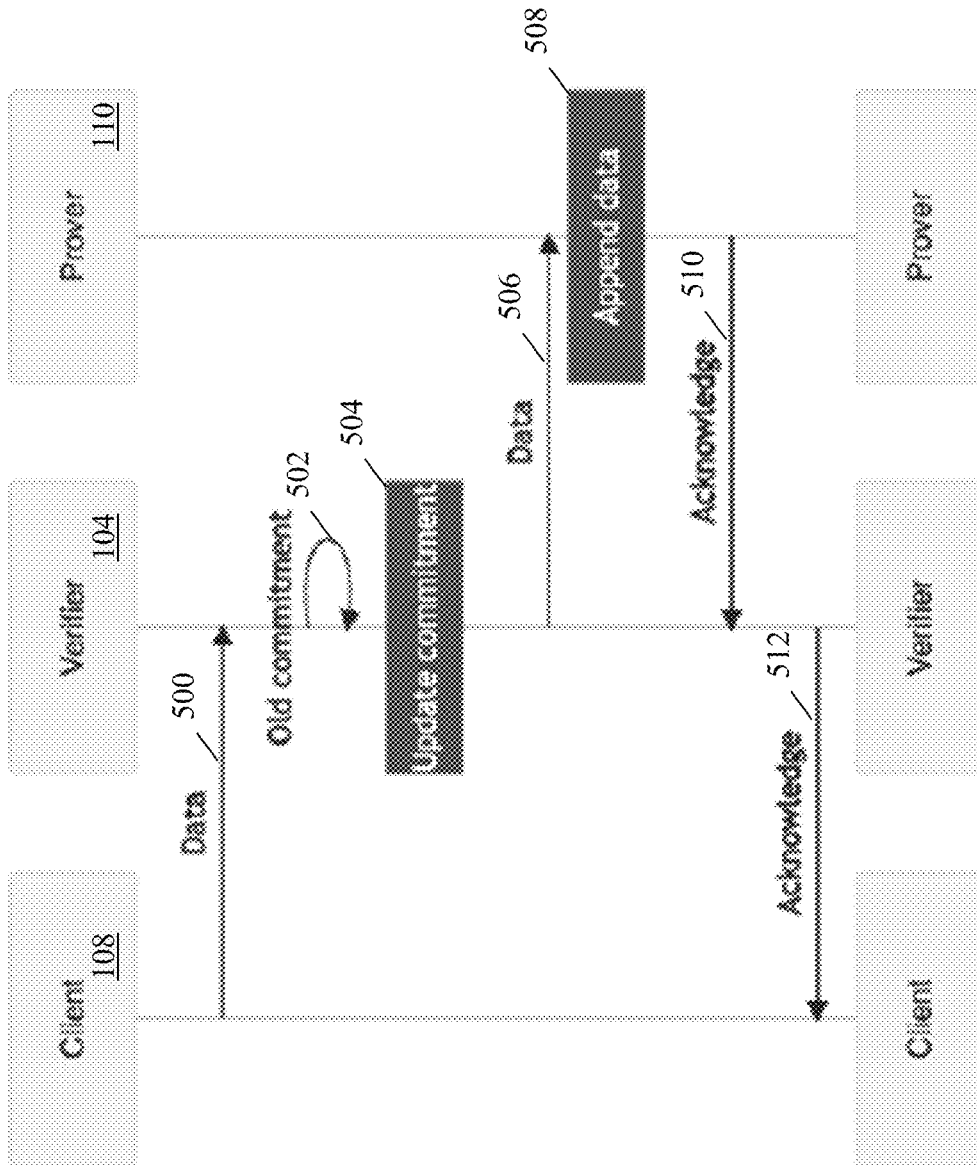 Client
108
Verifier
104
Prover
110
Data
500
Old commitment
502
504
Update commitment
Data
506
508
Append data
Acknowledge
510
Acknowledge
512
Client
Verifier
Prover